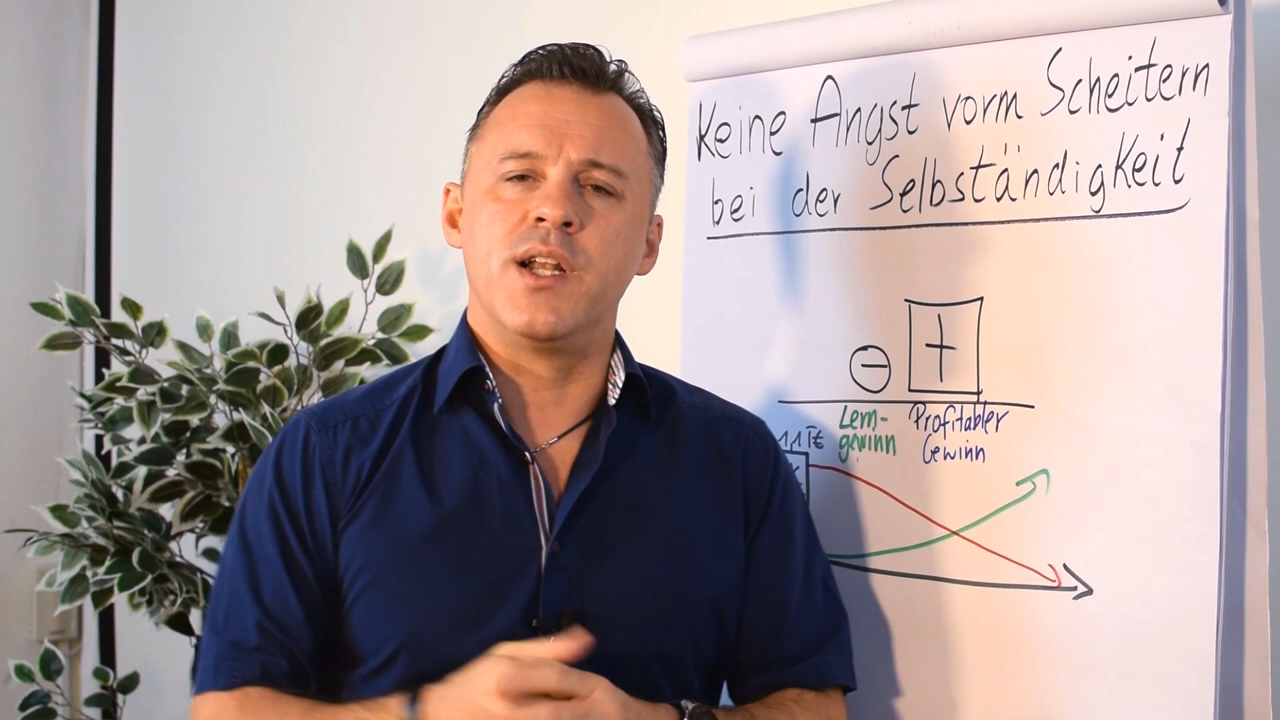 Keine Angst vorm Scheitern
bei der Selbständigkeit
- +
Lern-
gewinn
Profitabler
Gewinn